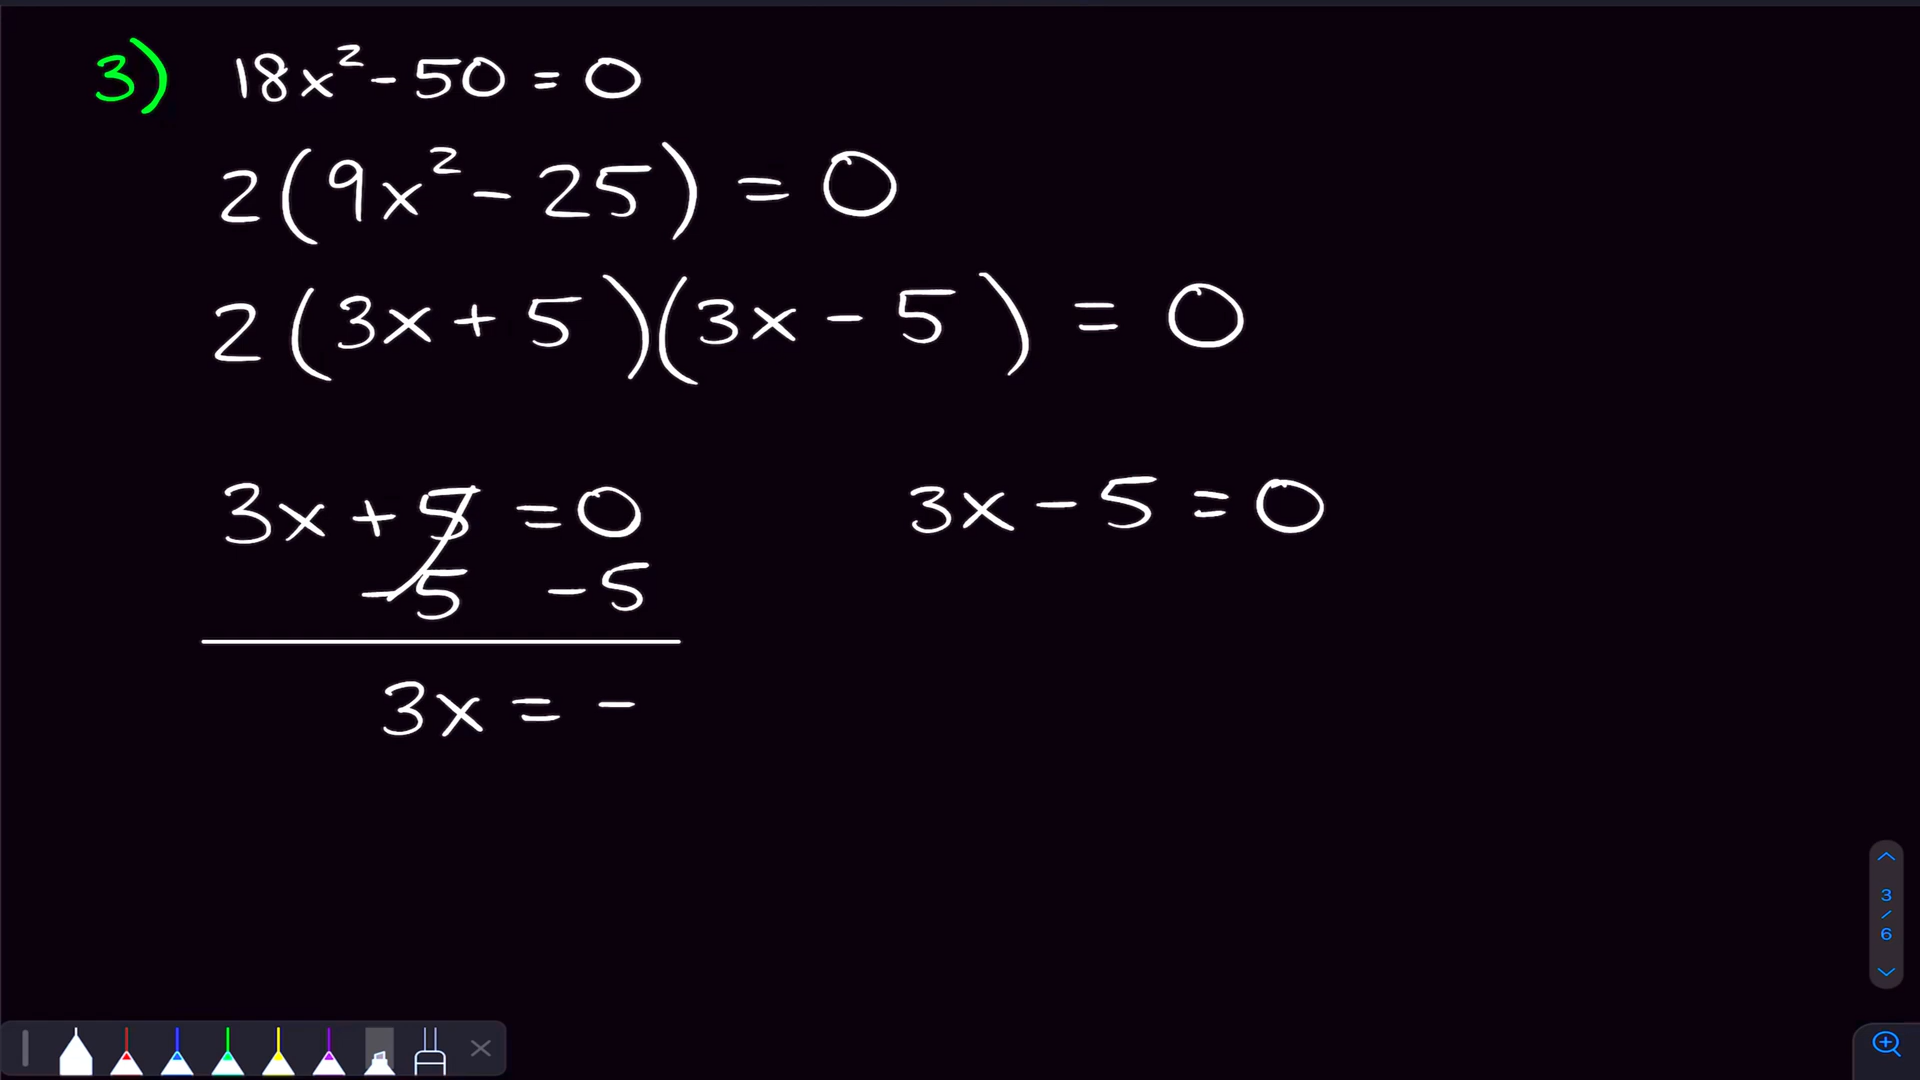 3) 18x² - 50 = 0
2(9x² - 25) = 0
2(3x + 5)(3x - 5) = 0
3x + 5 = 0
-5 -5
3x = -
3x - 5 = 0
3
/
6